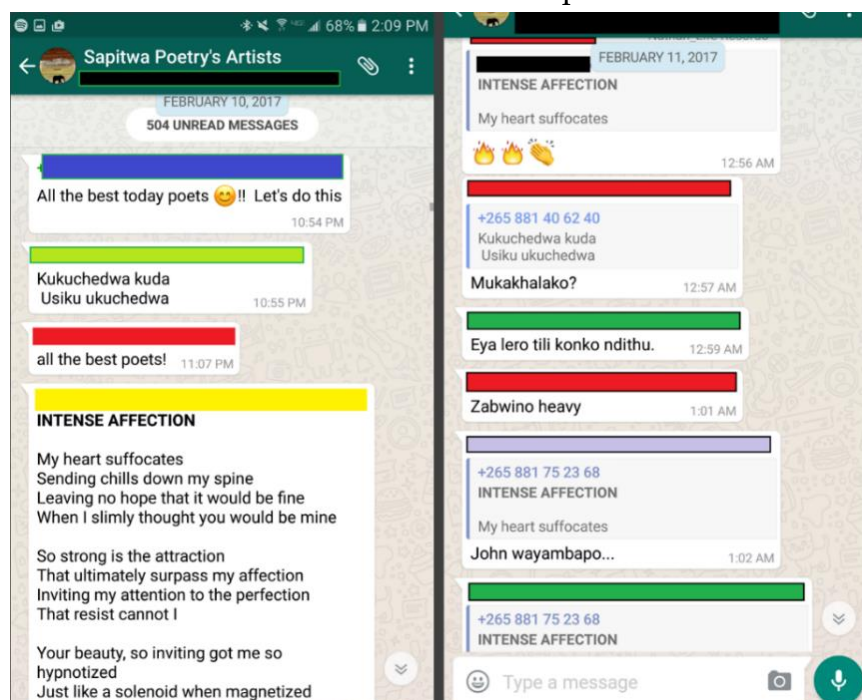 68% 2:09 PM
Sapitwa Poetry's Artists
FEBRUARY 10, 2017
504 UNREAD MESSAGES
All the best today poets 😊!! Let's do this
10:54 PM
Kukuchedwa kuda
Usiku ukuchedwa
10:55 PM
all the best poets!
11:07 PM
INTENSE AFFECTION
My heart suffocates
Sending chills down my spine
Leaving no hope that it would be fine
When I slimly thought you would be mine
So strong is the attraction
That ultimately surpass my affection
Inviting my attention to the perfection
That resist cannot I
Your beauty, so inviting got me so
hypnotized
Just like a solenoid when magnetized
FEBRUARY 11, 2017
INTENSE AFFECTION
My heart suffocates
🔥🔥👏
12:56 AM
+265 881 40 62 40
Kukuchedwa kuda
Usiku ukuchedwa
Mukakhalako?
12:57 AM
Eya lero tili konko ndithu.
12:59 AM
Zabwino heavy
1:01 AM
+265 881 75 23 68
INTENSE AFFECTION
My heart suffocates
John wayambapo...
1:02 AM
+265 881 75 23 68
INTENSE AFFECTION
Type a message